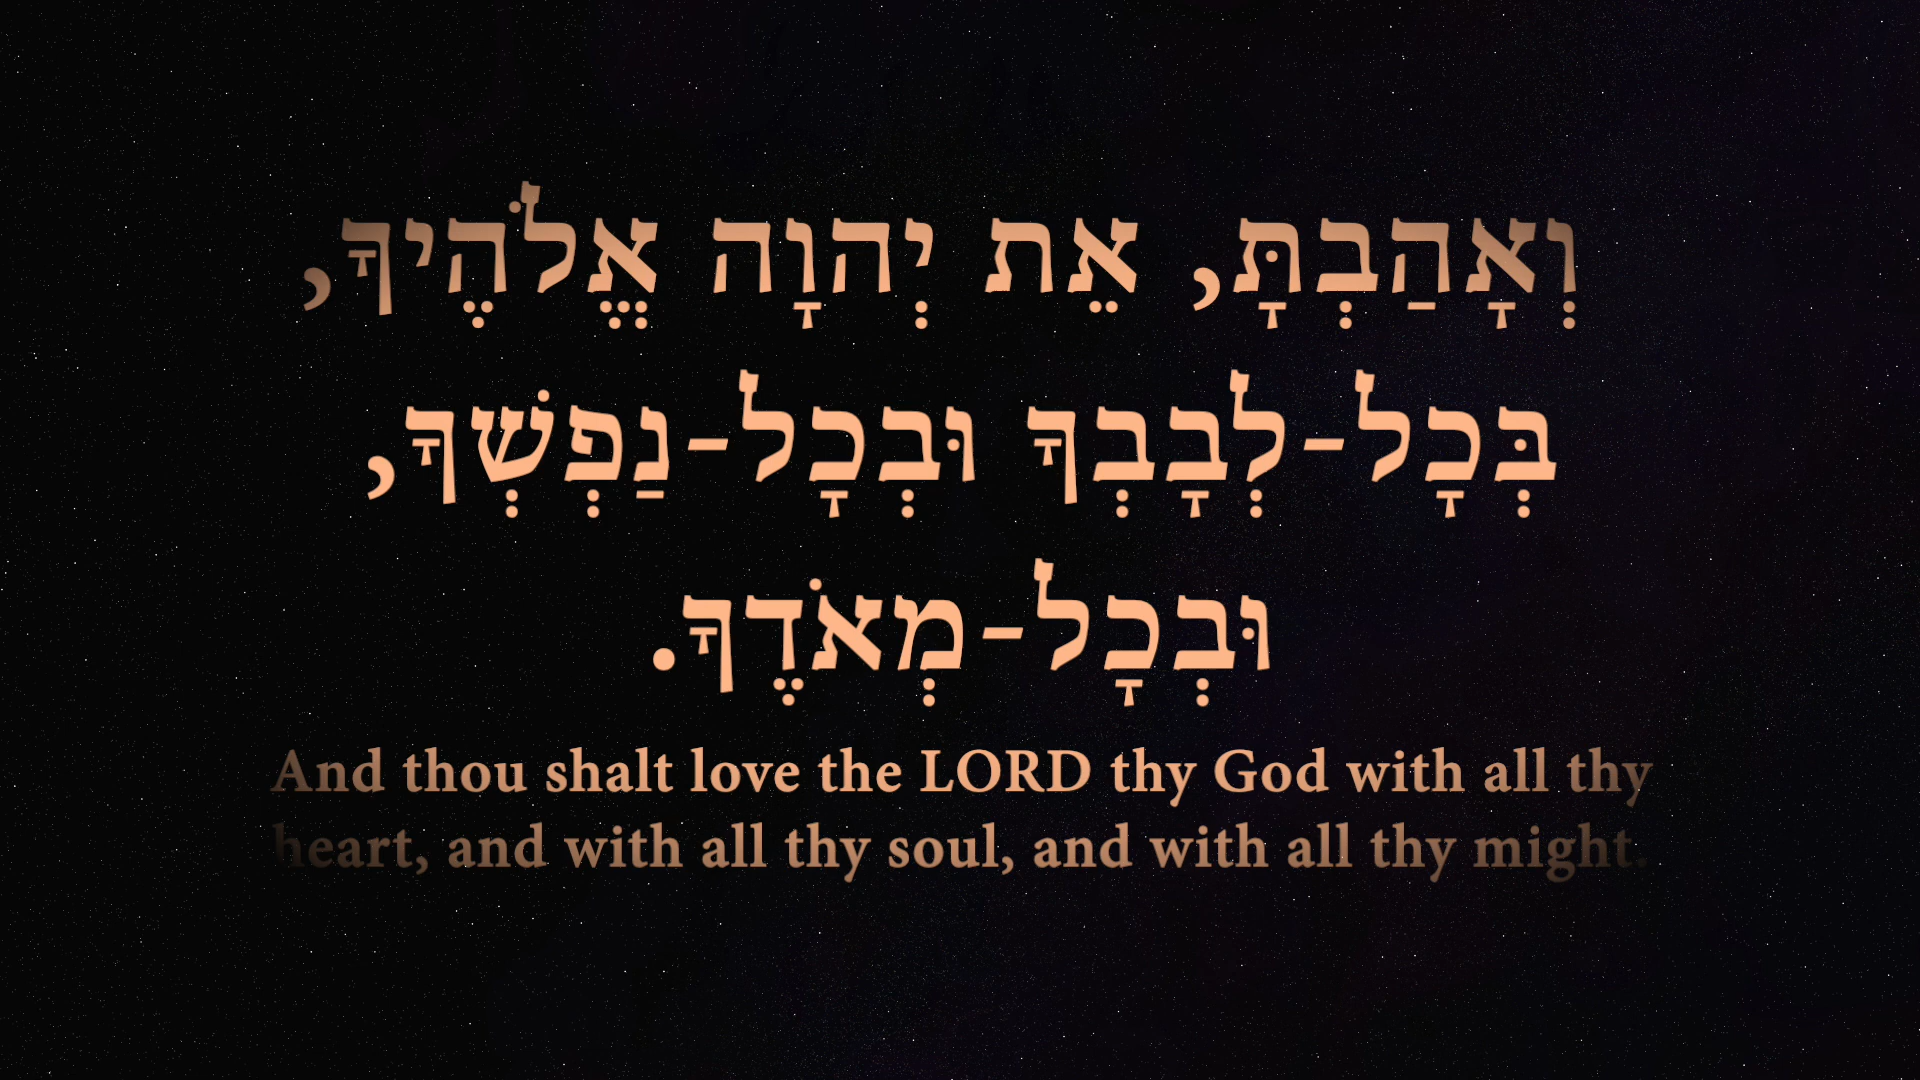 וְאָהַבְתָּ, אֵת יְהוָה אֱלֹהֶיךָ,
בְּכָל-לְבָבְךָ וּבְכָל-נַפְשְׁךָ,
וּבְכָל-מְאֹדֶךָ.
And thou shalt love the LORD thy God with all thy
heart, and with all thy soul, and with all thy might.